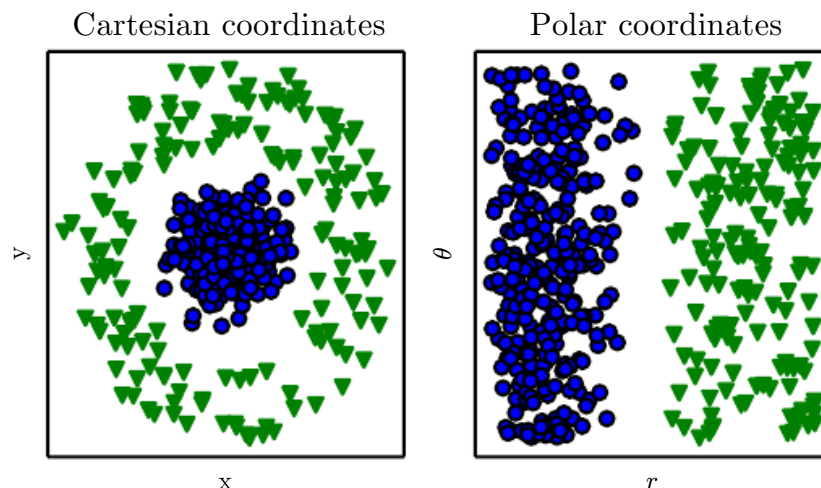 Cartesian coordinates
Polar coordinates
y
θ
x
r